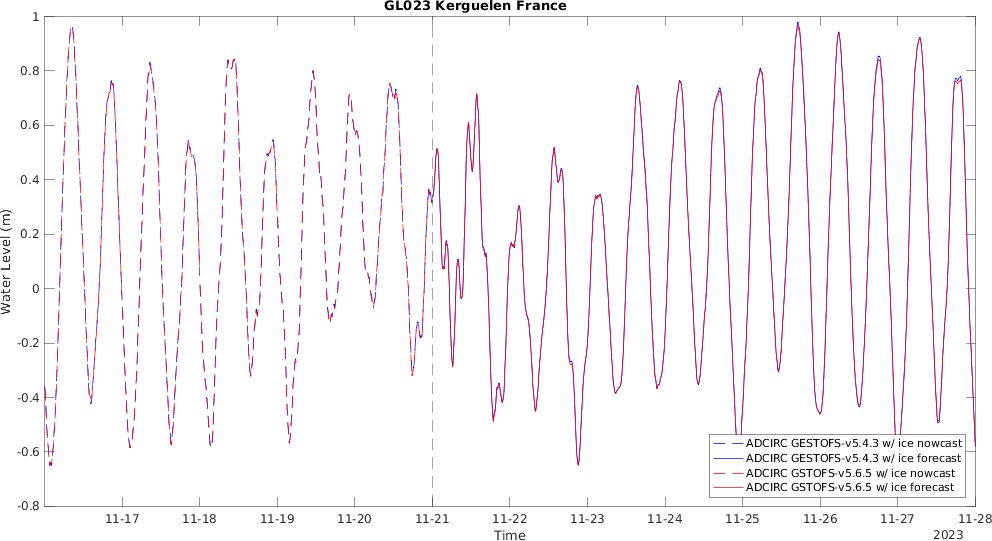 GL023 Kerguelen France
Water Level (m)
1
0.8
0.6
0.4
0.2
0
-0.2
-0.4
-0.6
-0.8
ADCIRC GESTOFS-v5.4.3 w/ ice nowcast
ADCIRC GESTOFS-v5.4.3 w/ ice forecast
ADCIRC GSTOFS-v5.6.5 w/ ice nowcast
ADCIRC GSTOFS-v5.6.5 w/ ice forecast
11-17 11-18 11-19 11-20 11-21 11-22 11-23 11-24 11-25 11-26 11-27 11-28
Time
2023